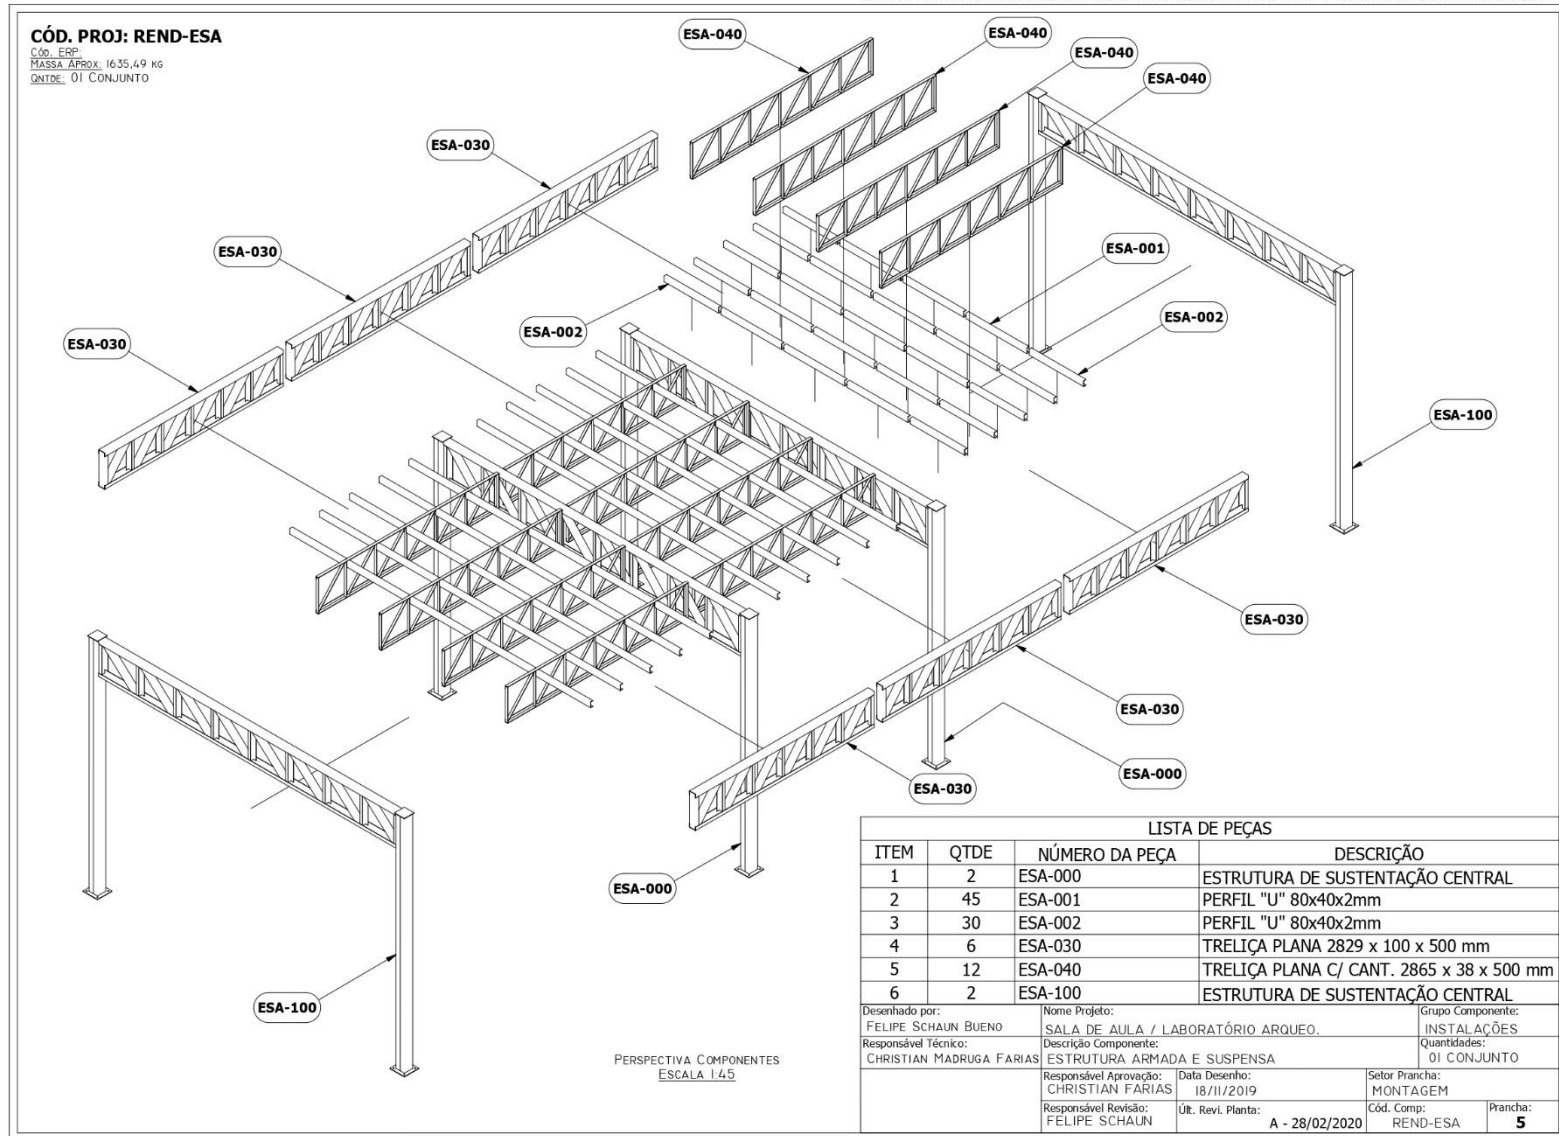 CÓD. PROJ: REND-ESA
CÓD. ERP:
MASSA APROX: 1635,49 KG
QNTDE: 01 CONJUNTO
ESA-040
ESA-040
ESA-040
ESA-040
ESA-030
ESA-030
ESA-030
ESA-001
ESA-002
ESA-002
ESA-100
ESA-030
ESA-030
ESA-030
ESA-000
ESA-000
ESA-100
PERSPECTIVA COMPONENTES
ESCALA 1:45
LISTA DE PEÇAS
ITEM QTDE NÚMERO DA PEÇA DESCRIÇÃO
1 2 ESA-000 ESTRUTURA DE SUSTENTAÇÃO CENTRAL
2 45 ESA-001 PERFIL "U" 80x40x2mm
3 30 ESA-002 PERFIL "U" 80x40x2mm
4 6 ESA-030 TRELIÇA PLANA 2829 x 100 x 500 mm
5 12 ESA-040 TRELIÇA PLANA C/ CANT. 2865 x 38 x 500 mm
6 2 ESA-100 ESTRUTURA DE SUSTENTAÇÃO CENTRAL
Desenhado por: Nome Projeto: Grupo Componente:
FELIPE SCHAUN BUENO SALA DE AULA / LABORATÓRIO ARQUEO. INSTALAÇÕES
Responsável Técnico: Descrição Componente: Quantidades:
CHRISTIAN MADRUGA FARIAS ESTRUTURA ARMADA E SUSPENSA 01 CONJUNTO
Responsável Aprovação: Data Desenho: Setor Prancha:
CHRISTIAN FARIAS 18/11/2019 MONTAGEM
Responsável Revisão: Últ. Revi. Planta: Cód. Comp: Prancha:
FELIPE SCHAUN A - 28/02/2020 REND-ESA 5